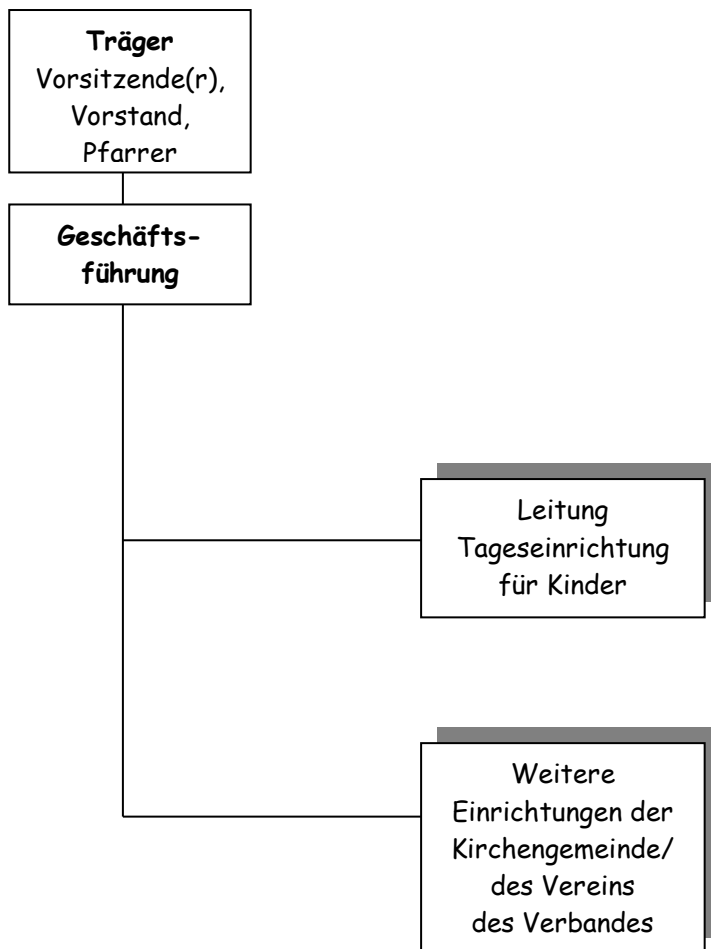 Träger
Vorsitzende(r),
Vorstand,
Pfarrer
Geschäfts-
führung
Leitung
Tageseinrichtung
für Kinder
Weitere
Einrichtungen der
Kirchengemeinde/
des Vereins
des Verbandes